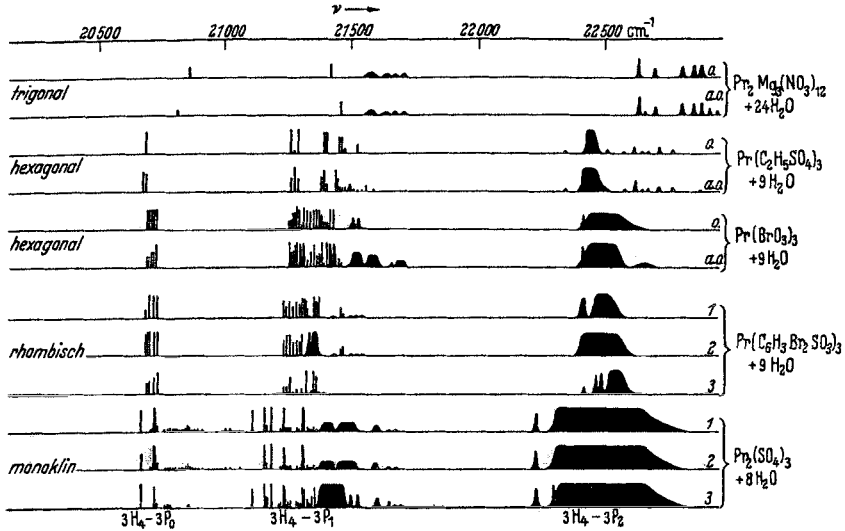 ν
20500 21000 21500 22000 22500 cm⁻¹
trigonal
o.
a.o.
Pr₂Mg₃(NO₃)₁₂
+24H₂O
hexagonal
o.
a.o.
Pr(C₂H₅SO₄)₃
+9H₂O
hexagonal
o.
a.o.
Pr(BrO₃)₃
+9H₂O
rhombisch
1
2
3
Pr(C₆H₃Br₂SO₃)₃
+9H₂O
monoklin
1
2
3
Pr₂(SO₄)₃
+8H₂O
3H₄-3P₀ 3H₄-3P₁ 3H₄-3P₂